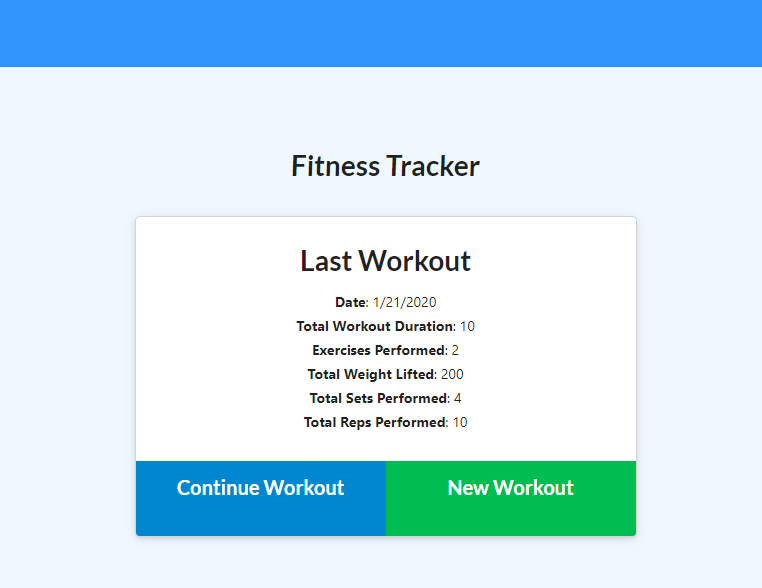 Fitness Tracker
Last Workout
Date: 1/21/2020
Total Workout Duration: 10
Exercises Performed: 2
Total Weight Lifted: 200
Total Sets Performed: 4
Total Reps Performed: 10
Continue Workout
New Workout